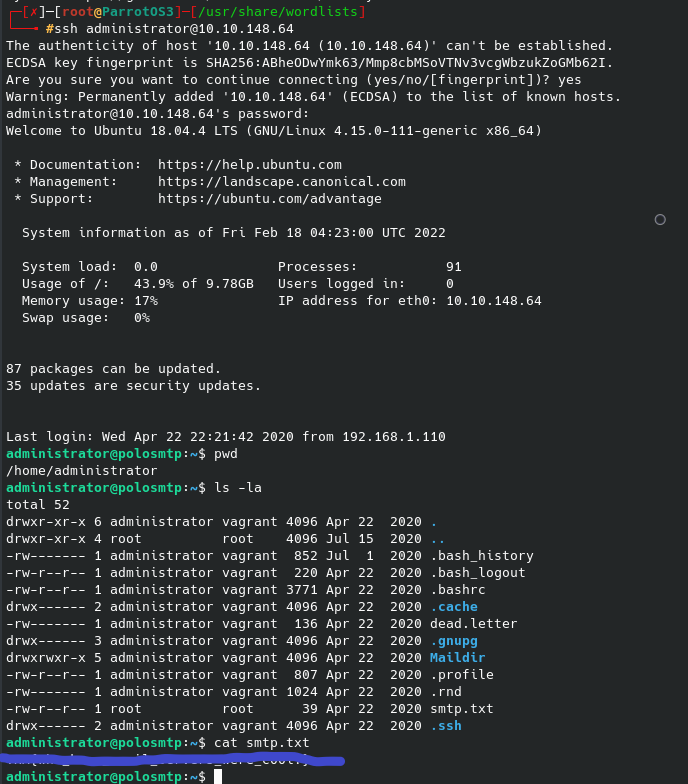 ┌─[✗]─[root@ParrotOS3]─[/usr/share/wordlists]
└──╼ #ssh administrator@10.10.148.64
The authenticity of host '10.10.148.64 (10.10.148.64)' can't be established.
ECDSA key fingerprint is SHA256:ABheODwYmk63/Mmp8cbMSoVTNv3vcgWbzukZoGMb62I.
Are you sure you want to continue connecting (yes/no/[fingerprint])? yes
Warning: Permanently added '10.10.148.64' (ECDSA) to the list of known hosts.
administrator@10.10.148.64's password:
Welcome to Ubuntu 18.04.4 LTS (GNU/Linux 4.15.0-111-generic x86_64)
* Documentation:  https://help.ubuntu.com
* Management:     https://landscape.canonical.com
* Support:        https://ubuntu.com/advantage
System information as of Fri Feb 18 04:23:00 UTC 2022
System load:  0.0               Processes:           91
Usage of /:   43.9% of 9.78GB   Users logged in:     0
Memory usage: 17%               IP address for eth0: 10.10.148.64
Swap usage:   0%
87 packages can be updated.
35 updates are security updates.
Last login: Wed Apr 22 22:21:42 2020 from 192.168.1.110
administrator@polosmtp:~$ pwd
/home/administrator
administrator@polosmtp:~$ ls -la
total 52
drwxr-xr-x 6 administrator vagrant 4096 Apr 22  2020 .
drwxr-xr-x 4 root          root    4096 Jul 15  2020 ..
-rw------- 1 administrator vagrant  852 Jul  1  2020 .bash_history
-rw-r--r-- 1 administrator vagrant  220 Apr 22  2020 .bash_logout
-rw-r--r-- 1 administrator vagrant 3771 Apr 22  2020 .bashrc
drwx------ 2 administrator vagrant 4096 Apr 22  2020 .cache
-rw------- 1 administrator vagrant  136 Apr 22  2020 dead.letter
drwx------ 3 administrator vagrant 4096 Apr 22  2020 .gnupg
drwxrwxr-x 5 administrator vagrant 4096 Apr 22  2020 Maildir
-rw-r--r-- 1 administrator vagrant  807 Apr 22  2020 .profile
-rw------- 1 administrator vagrant 1024 Apr 22  2020 .rnd
-rw-r--r-- 1 root          root      39 Apr 22  2020 smtp.txt
drwx------ 2 administrator vagrant 4096 Apr 22  2020 .ssh
administrator@polosmtp:~$ cat smtp.txt
administrator@polosmtp:~$